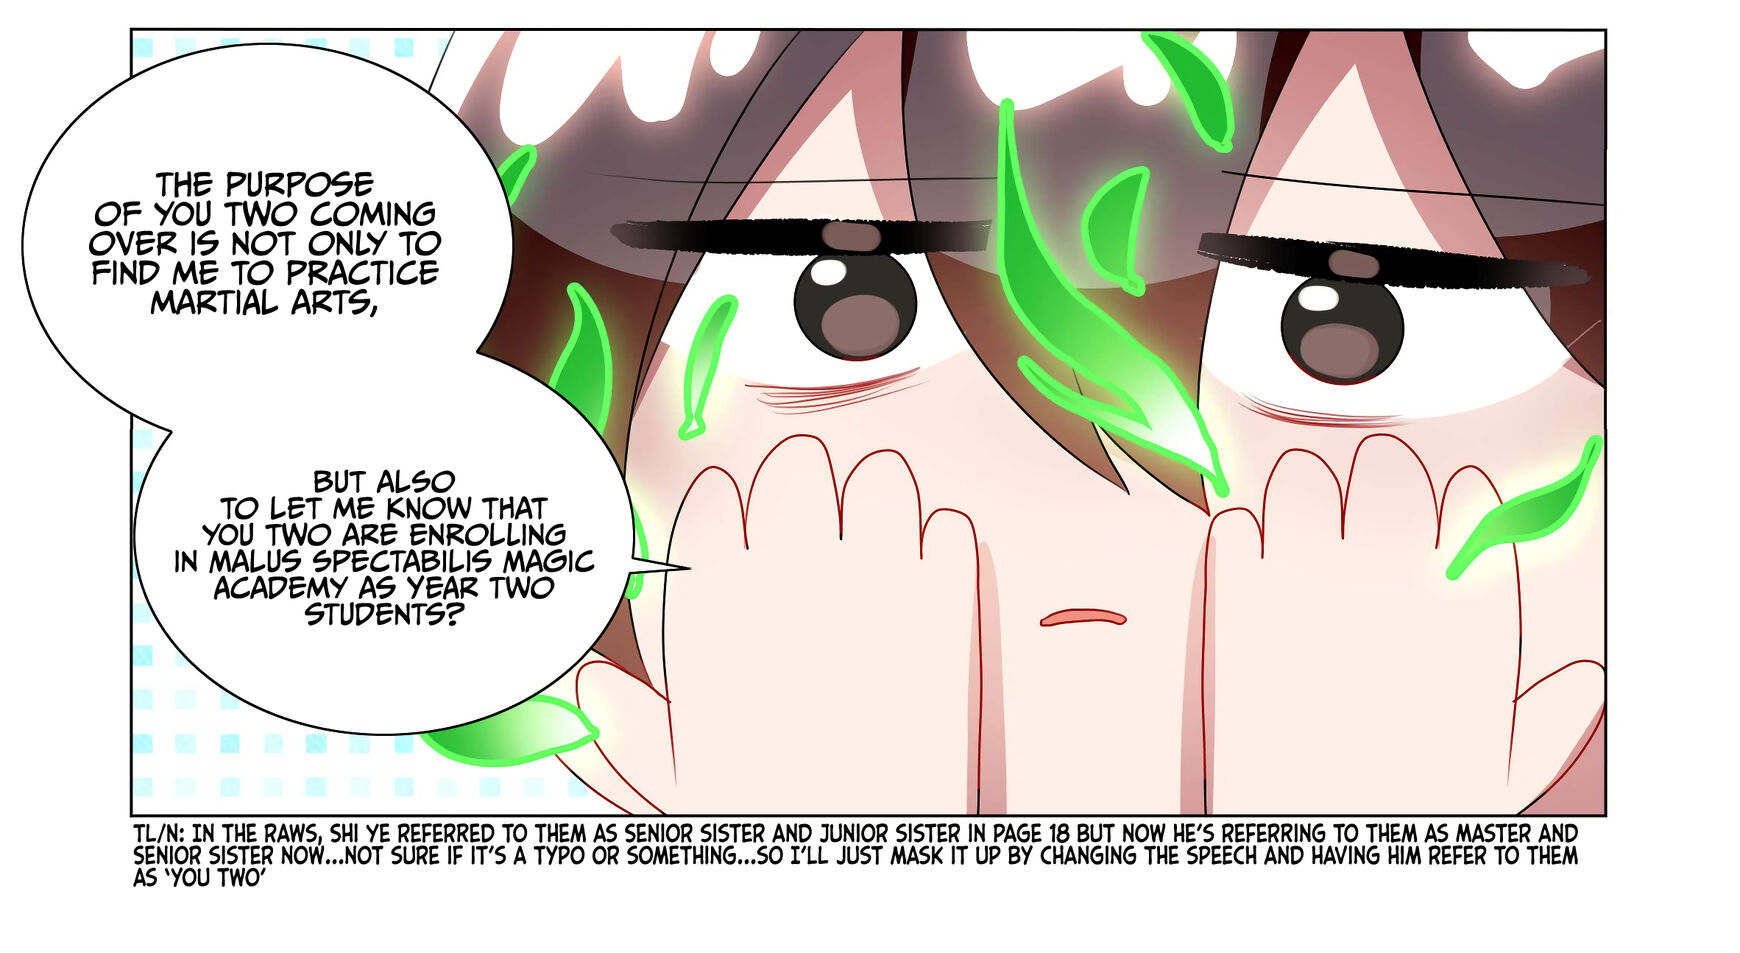 THE PURPOSE
OF YOU TWO COMING
OVER IS NOT ONLY TO
FIND ME TO PRACTICE
MARTIAL ARTS,
BUT ALSO
TO LET ME KNOW THAT
YOU TWO ARE ENROLLING
IN MALUS SPECTABILIS MAGIC
ACADEMY AS YEAR TWO
STUDENTS?
TL/N: IN THE RAWS, SHI YE REFERRED TO THEM AS SENIOR SISTER AND JUNIOR SISTER IN PAGE 18 BUT NOW HE'S REFERRING TO THEM AS MASTER AND
SENIOR SISTER NOW...NOT SURE IF IT'S A TYPO OR SOMETHING...SO I'LL JUST MASK IT UP BY CHANGING THE SPEECH AND HAVING HIM REFER TO THEM
AS 'YOU TWO'